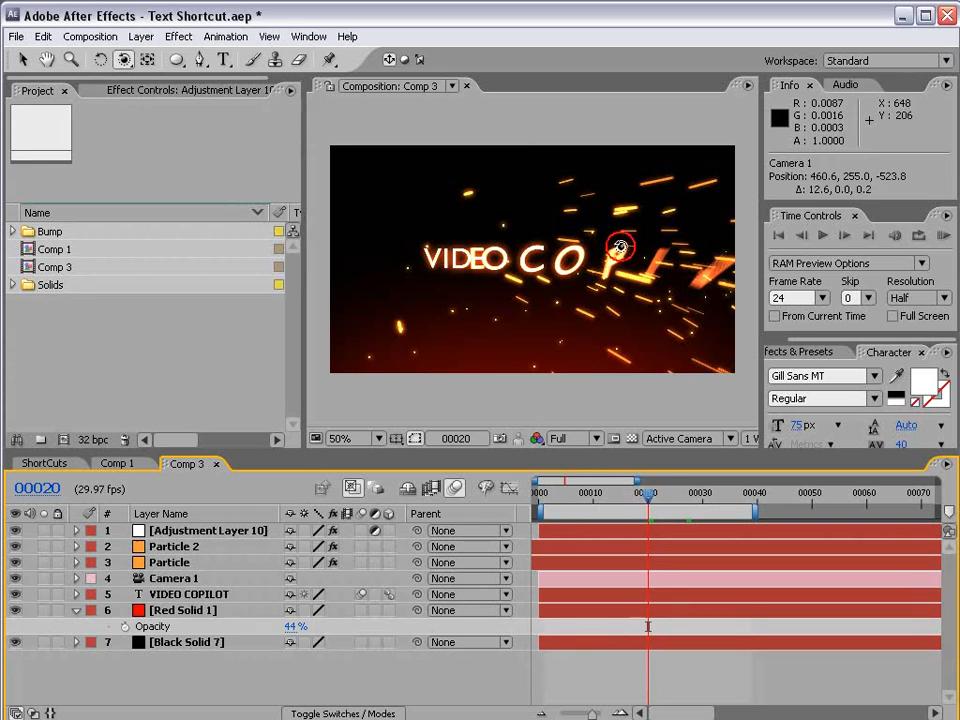 Adobe After Effects - Text Shortcut.aep *
File Edit Composition Layer Effect Animation View Window Help
Workspace: Standard
Project × Effect Controls: Adjustment Layer 10
Composition: Comp 3 ×
Info × Audio
R : 0.0087
G : 0.0016
B : 0.0003
A : 1.0000
X : 648
Y : 206
Camera 1
Position: 460.6, 255.0, -523.8
Δ: 12.6, 0.0, 0.2
Time Controls ×
RAM Preview Options
Frame Rate Skip Resolution
24 0 Half
From Current Time Full Screen
Name
Bump
Comp 1
Comp 3
Solids
VIDEO CO
ffects & Presets Character ×
Gill Sans MT
Regular
75 px Auto
Metrics AV 40
32 bpc
50% 00020 Full Active Camera 1 V
ShortCuts Comp 1 Comp 3 ×
00020 (29.97 fps)
0000 00010 00020 00030 00040 00050 00060 00070
# Layer Name Parent
1 [Adjustment Layer 10] None
2 Particle 2 None
3 Particle None
4 Camera 1 None
5 T VIDEO COPILOT None
6 [Red Solid 1] None
Opacity 44 %
7 [Black Solid 7] None
Toggle Switches / Modes